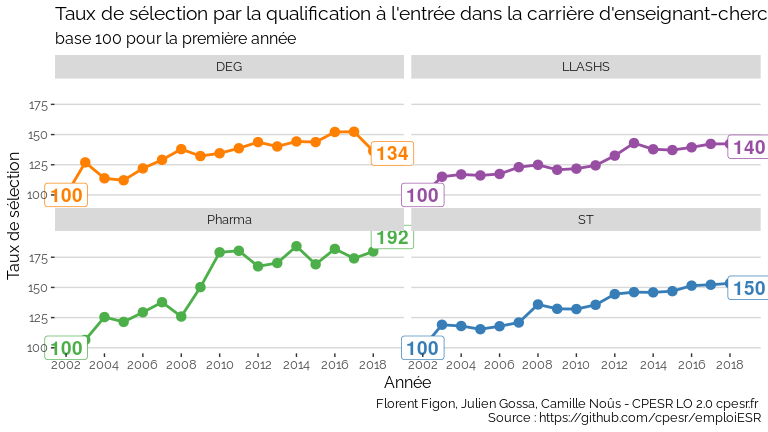 Taux de sélection par la qualification à l'entrée dans la carrière d'enseignant-cherc
base 100 pour la première année
DEG
LLASHS
175
150
125
100
100
134
100
140
Pharma
ST
175
150
125
100
100
192
100
150
2002 2004 2006 2008 2010 2012 2014 2016 2018
2002 2004 2006 2008 2010 2012 2014 2016 2018
Taux de sélection
Année
Florent Figon, Julien Gossa, Camille Noûs - CPESR LO 2.0 cpesr.fr
Source : https://github.com/cpesr/emploiESR